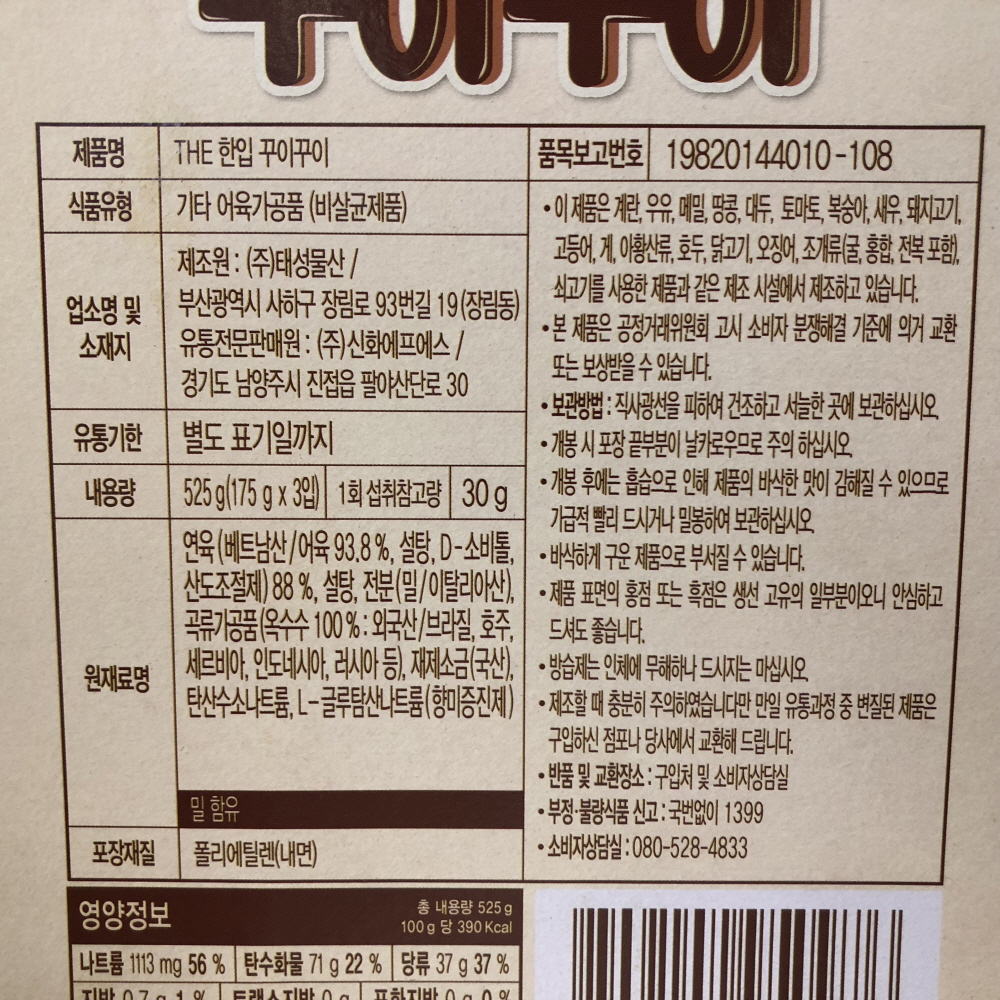 꾸이꾸이
제품명
THE 한입 꾸이꾸이
식품유형
기타 어육가공품 (비살균제품)
업소명 및
소재지
제조원 : (주)태성물산 /
부산광역시 사하구 장림로 93번길 19(장림동)
유통전문판매원 : (주)신화에프에스 /
경기도 남양주시 진접읍 팔야산단로 30
유통기한
별도 표기일까지
내용량
525 g(175 g x 3입)
1회 섭취참고량
30 g
원재료명
연육(베트남산/어육 93.8 %, 설탕, D-소비톨,
산도조절제) 88 %, 설탕, 전분(밀/이탈리아산),
곡류가공품(옥수수 100 % : 외국산/브라질, 호주,
세르비아, 인도네시아, 러시아 등), 재제소금(국산),
탄산수소나트륨, L-글루탐산나트륨(향미증진제)
밀 함유
포장재질
폴리에틸렌(내면)
품목보고번호
19820144010-108
• 이 제품은 계란, 우유, 메밀, 땅콩, 대두, 토마토, 복숭아, 새우, 돼지고기,
고등어, 게, 아황산류, 호두, 닭고기, 오징어, 조개류(굴, 홍합, 전복 포함),
쇠고기를 사용한 제품과 같은 제조 시설에서 제조하고 있습니다.
• 본 제품은 공정거래위원회 고시 소비자 분쟁해결 기준에 의거 교환
또는 보상받을 수 있습니다.
• 보관방법 : 직사광선을 피하여 건조하고 서늘한 곳에 보관하십시오.
• 개봉 시 포장 끝부분이 날카로우므로 주의 하십시오.
• 개봉 후에는 흡습으로 인해 제품의 바삭한 맛이 감해질 수 있으므로
가급적 빨리 드시거나 밀봉하여 보관하십시오.
• 바삭하게 구운 제품으로 부서질 수 있습니다.
• 제품 표면의 홍점 또는 흑점은 생선 고유의 일부분이오니 안심하고
드셔도 좋습니다.
• 방습제는 인체에 무해하나 드시지는 마십시오.
• 제조할 때 충분히 주의하였습니다만 만일 유통과정 중 변질된 제품은
구입하신 점포나 당사에서 교환해 드립니다.
• 반품 및 교환장소 : 구입처 및 소비자상담실
• 부정·불량식품 신고 : 국번없이 1399
• 소비자상담실 : 080-528-4833
영양정보
총 내용량 525 g
100 g 당 390 Kcal
나트륨 1113 mg 56 %
탄수화물 71 g 22 %
당류 37 g 37 %
지방 0.7 g 1 %
트랜스지방 0 g
포화지방 0 g 0 %